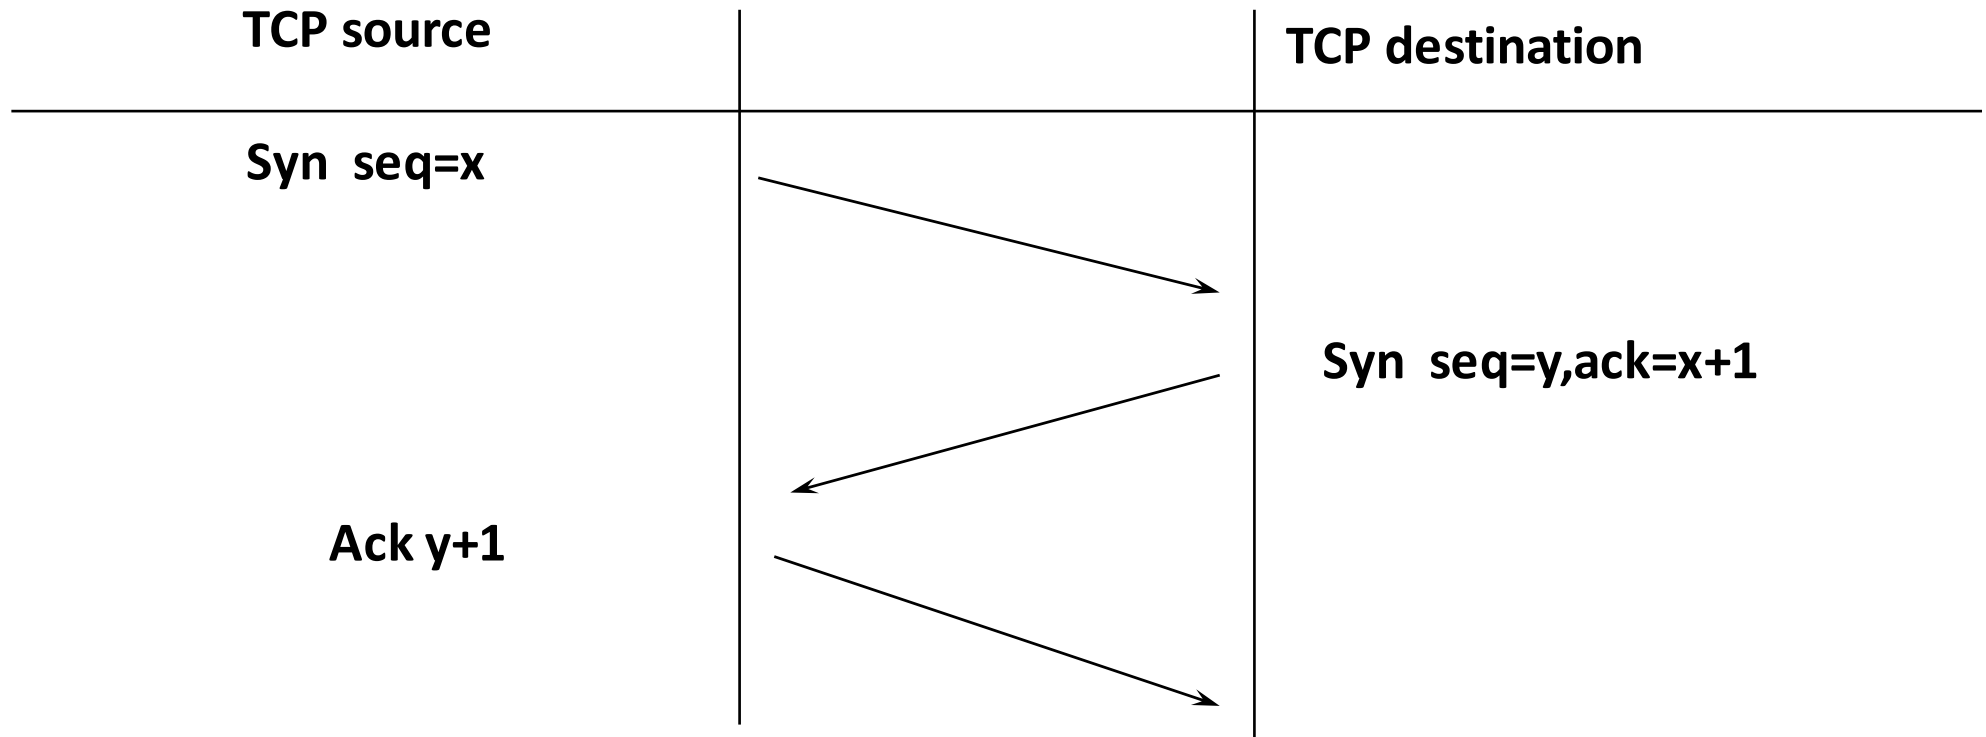 TCP source
TCP destination
Syn  seq=x
Syn  seq=y,ack=x+1
Ack y+1